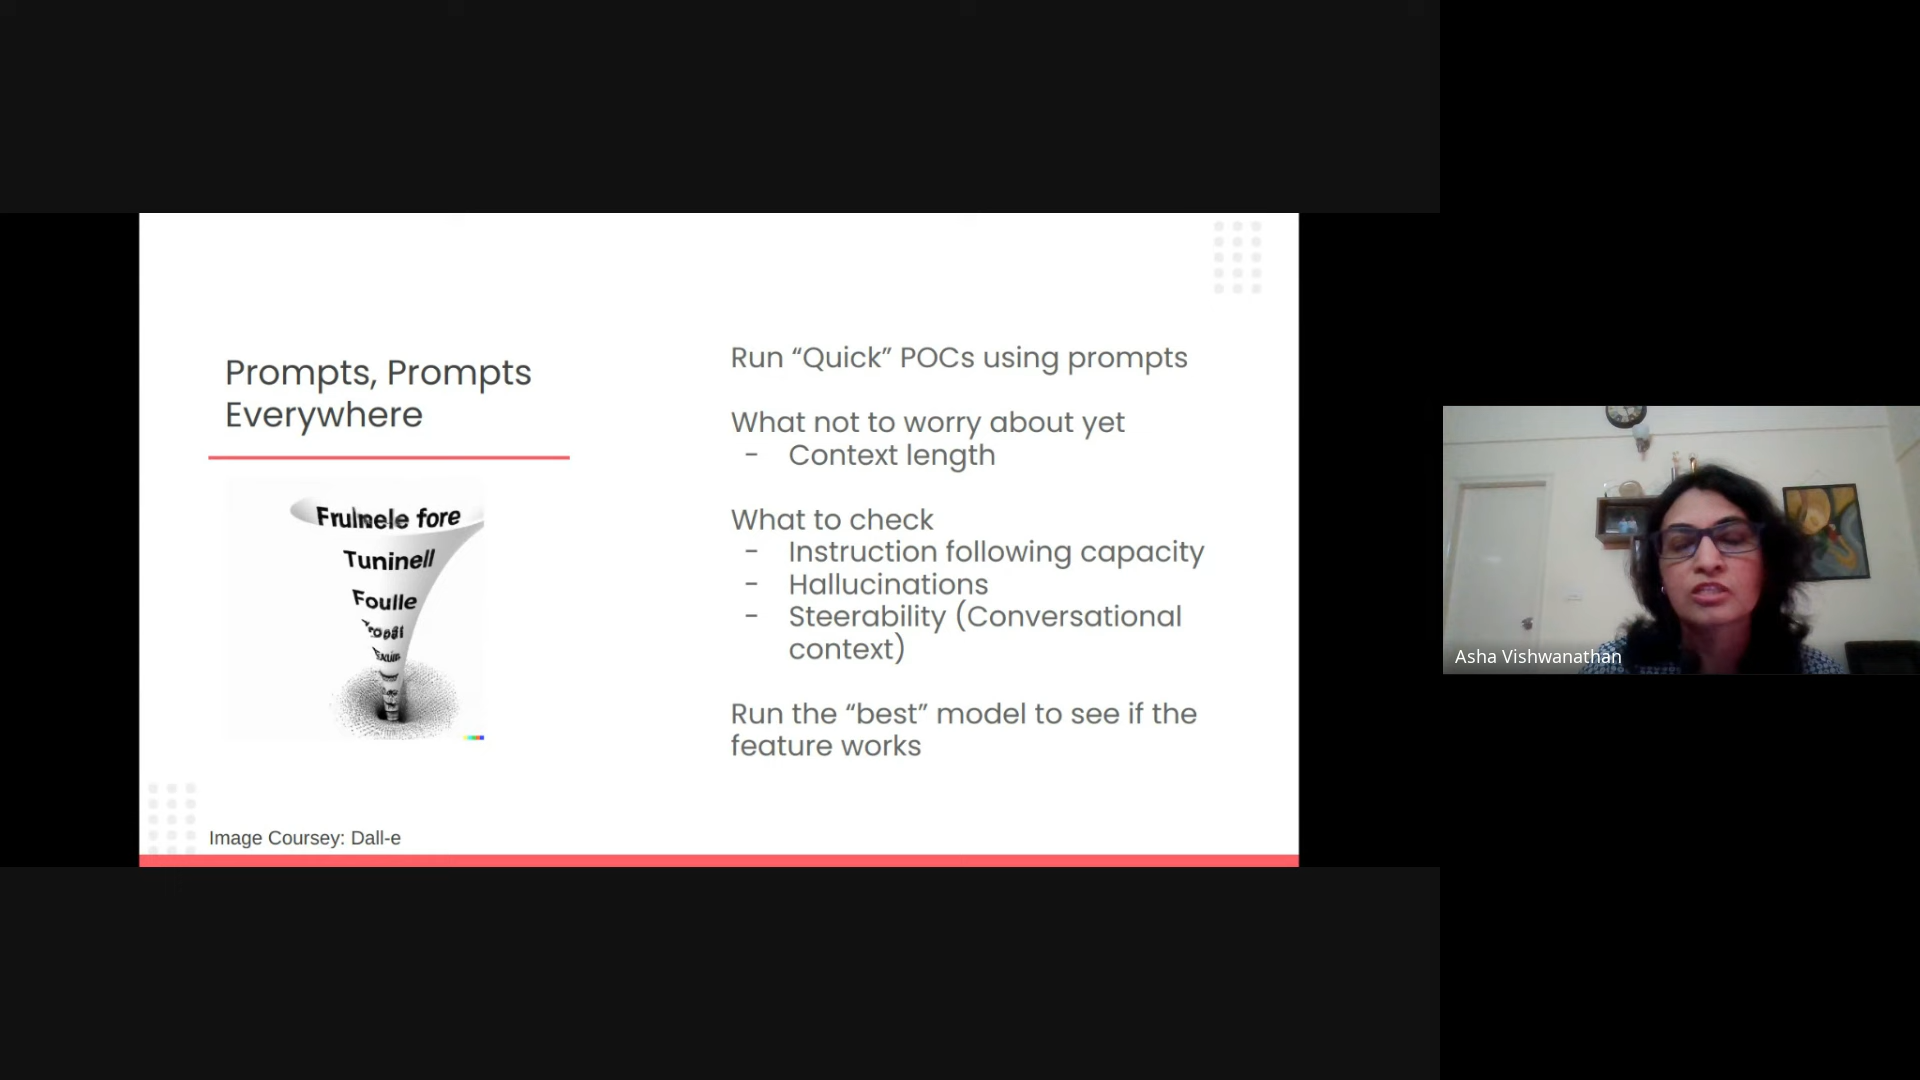 Prompts, Prompts
Everywhere
Frulnele fore
Tuninell
Foulle
Image Coursey: Dall-e
Run “Quick” POCs using prompts
What not to worry about yet
- Context length
What to check
- Instruction following capacity
- Hallucinations
- Steerability (Conversational
context)
Run the “best” model to see if the
feature works
Asha Vishwanathan